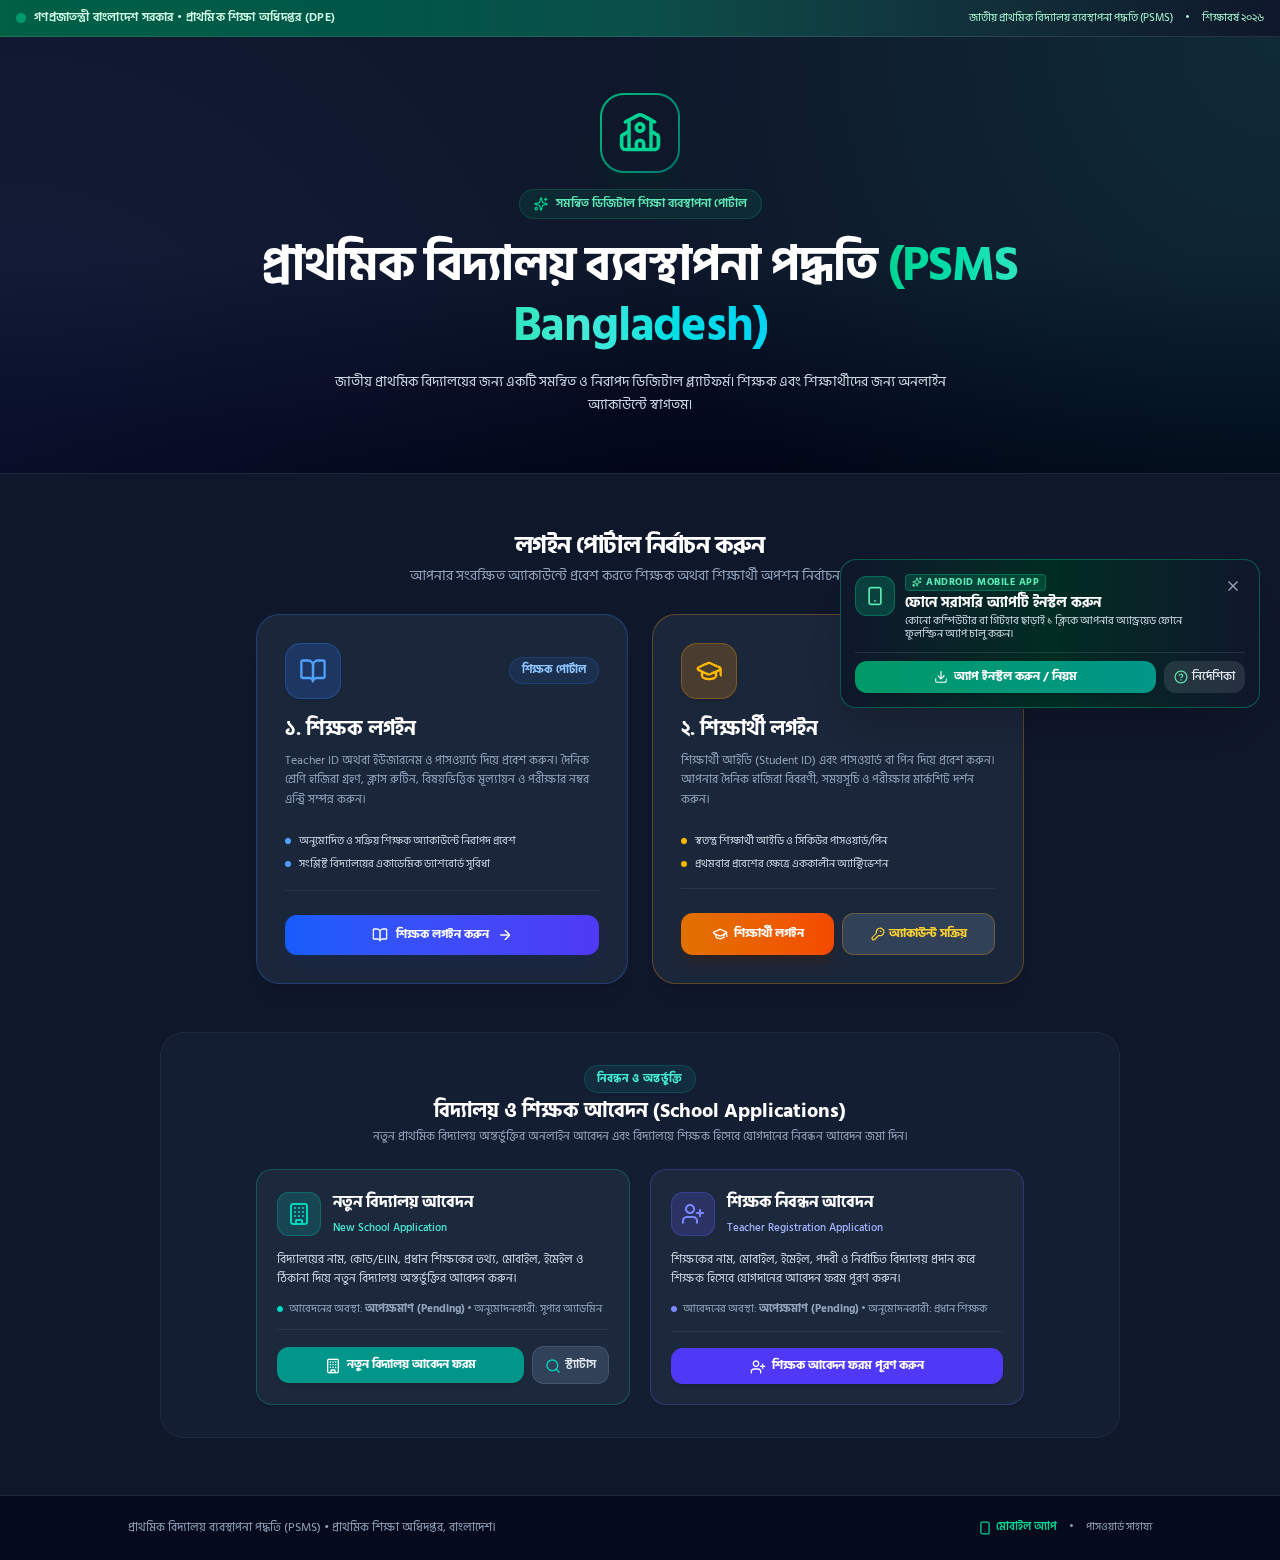 গণপ্রজাতন্ত্রী বাংলাদেশ সরকার • প্রাথমিক শিক্ষা অধিদপ্তর (DPE)
জাতীয় প্রাথমিক বিদ্যালয় ব্যবস্থাপনা পদ্ধতি (PSMS) • শিক্ষাবর্ষ ২০২৬
সমন্বিত ডিজিটাল শিক্ষা ব্যবস্থাপনা পোর্টাল
প্রাথমিক বিদ্যালয় ব্যবস্থাপনা পদ্ধতি (PSMS
Bangladesh)
জাতীয় প্রাথমিক বিদ্যালয়ের জন্য একটি সমন্বিত ও নিরাপদ ডিজিটাল প্ল্যাটফর্ম। শিক্ষক এবং শিক্ষার্থীদের জন্য অনলাইন
অ্যাকাউন্টে স্বাগতম।
লগইন পোর্টাল নির্বাচন করুন
আপনার সংরক্ষিত অ্যাকাউন্টে প্রবেশ করতে শিক্ষক অথবা শিক্ষার্থী অপশন নির্বাচন
ANDROID MOBILE APP
ফোনে সরাসরি অ্যাপটি ইনস্টল করুন
কোনো কম্পিউটার বা গিটহাব ছাড়াই ১ ক্লিকে আপনার অ্যান্ড্রয়েড ফোনে
ফুলস্ক্রিন অ্যাপ চালু করুন।
অ্যাপ ইনস্টল করুন / নিয়ম
নির্দেশিকা
শিক্ষক পোর্টাল
১. শিক্ষক লগইন
Teacher ID অথবা ইউজারনেম ও পাসওয়ার্ড দিয়ে প্রবেশ করুন। দৈনিক
শ্রেণি হাজিরা গ্রহণ, ক্লাস রুটিন, বিষয়ভিত্তিক মূল্যায়ন ও পরীক্ষার নম্বর
এন্ট্রি সম্পন্ন করুন।
অনুমোদিত ও সক্রিয় শিক্ষক অ্যাকাউন্টে নিরাপদ প্রবেশ
সংশ্লিষ্ট বিদ্যালয়ের একাডেমিক ড্যাশবোর্ড সুবিধা
শিক্ষক লগইন করুন
২. শিক্ষার্থী লগইন
শিক্ষার্থী আইডি (Student ID) এবং পাসওয়ার্ড বা পিন দিয়ে প্রবেশ করুন।
আপনার দৈনিক হাজিরা বিবরণী, সময়সূচি ও পরীক্ষার মার্কশিট দর্শন
করুন।
স্বতন্ত্র শিক্ষার্থী আইডি ও সিকিউর পাসওয়ার্ড/পিন
প্রথমবার প্রবেশের ক্ষেত্রে এককালীন অ্যাক্টিভেশন
শিক্ষার্থী লগইন
অ্যাকাউন্ট সক্রিয়
নিবন্ধন ও অন্তর্ভুক্তি
বিদ্যালয় ও শিক্ষক আবেদন (School Applications)
নতুন প্রাথমিক বিদ্যালয় অন্তর্ভুক্তির অনলাইন আবেদন এবং বিদ্যালয়ে শিক্ষক হিসেবে যোগদানের নিবন্ধন আবেদন জমা দিন।
নতুন বিদ্যালয় আবেদন
New School Application
বিদ্যালয়ের নাম, কোড/EIIN, প্রধান শিক্ষকের তথ্য, মোবাইল, ইমেইল ও
ঠিকানা দিয়ে নতুন বিদ্যালয় অন্তর্ভুক্তির আবেদন করুন।
আবেদনের অবস্থা: অপেক্ষমাণ (Pending) • অনুমোদনকারী: সুপার অ্যাডমিন
নতুন বিদ্যালয় আবেদন ফরম
স্ট্যাটাস
শিক্ষক নিবন্ধন আবেদন
Teacher Registration Application
শিক্ষকের নাম, মোবাইল, ইমেইল, পদবী ও নির্বাচিত বিদ্যালয় প্রদান করে
শিক্ষক হিসেবে যোগদানের আবেদন ফরম পূরণ করুন।
আবেদনের অবস্থা: অপেক্ষমাণ (Pending) • অনুমোদনকারী: প্রধান শিক্ষক
শিক্ষক আবেদন ফরম পূরণ করুন
প্রাথমিক বিদ্যালয় ব্যবস্থাপনা পদ্ধতি (PSMS) • প্রাথমিক শিক্ষা অধিদপ্তর, বাংলাদেশ।
মোবাইল অ্যাপ • পাসওয়ার্ড সাহায্য